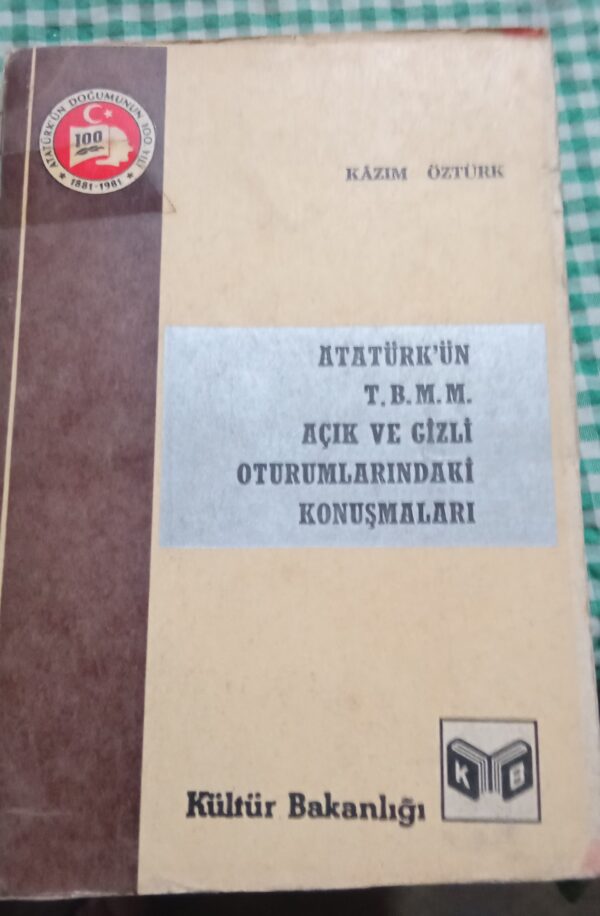 ATATÜRK'ÜN DOĞUMUNUN 100. YILI
100
★ 1881-1981 ★
KÂZIM ÖZTÜRK
ATATÜRK'ÜN
T.B.M.M.
AÇIK VE GİZLİ
OTURUMLARINDAKİ
KONUŞMALARI
Kültür Bakanlığı
K B